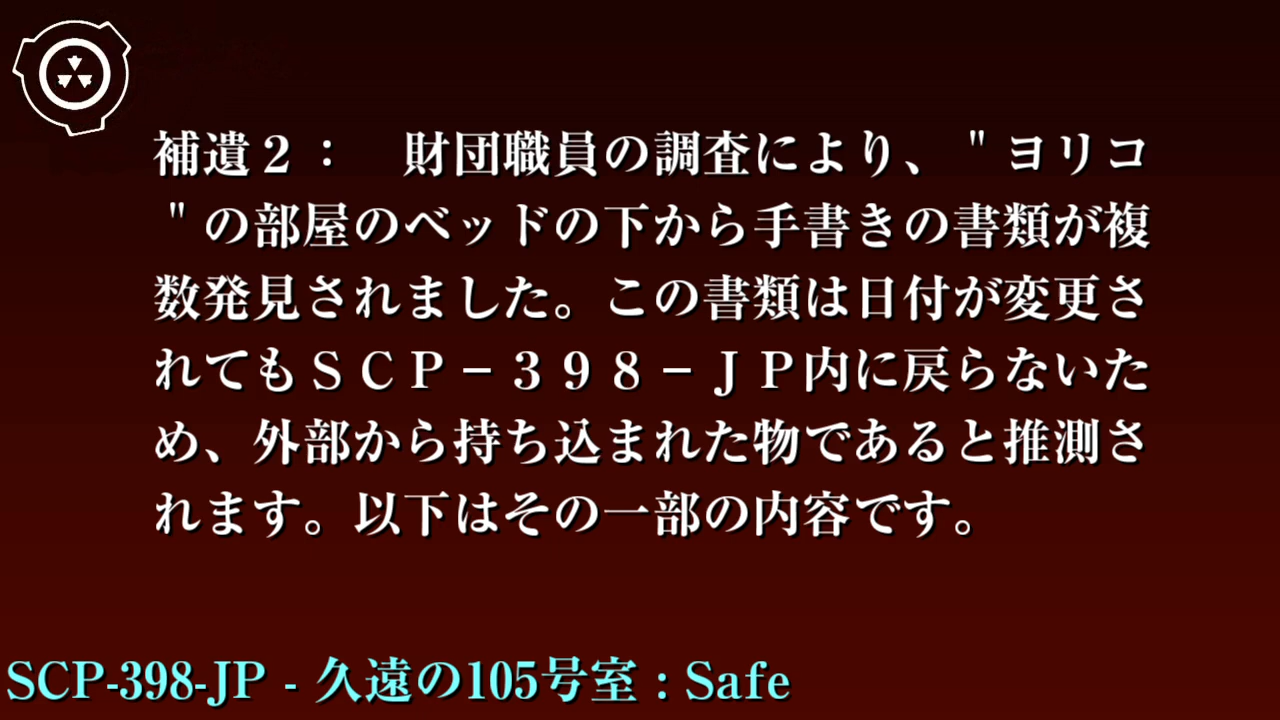 補遺２：　財団職員の調査により、＂ヨリコ
＂の部屋のベッドの下から手書きの書類が複
数発見されました。この書類は日付が変更さ
れてもＳＣＰ－３９８－ＪＰ内に戻らないた
め、外部から持ち込まれた物であると推測さ
れます。以下はその一部の内容です。
SCP-398-JP - 久遠の105号室 : Safe